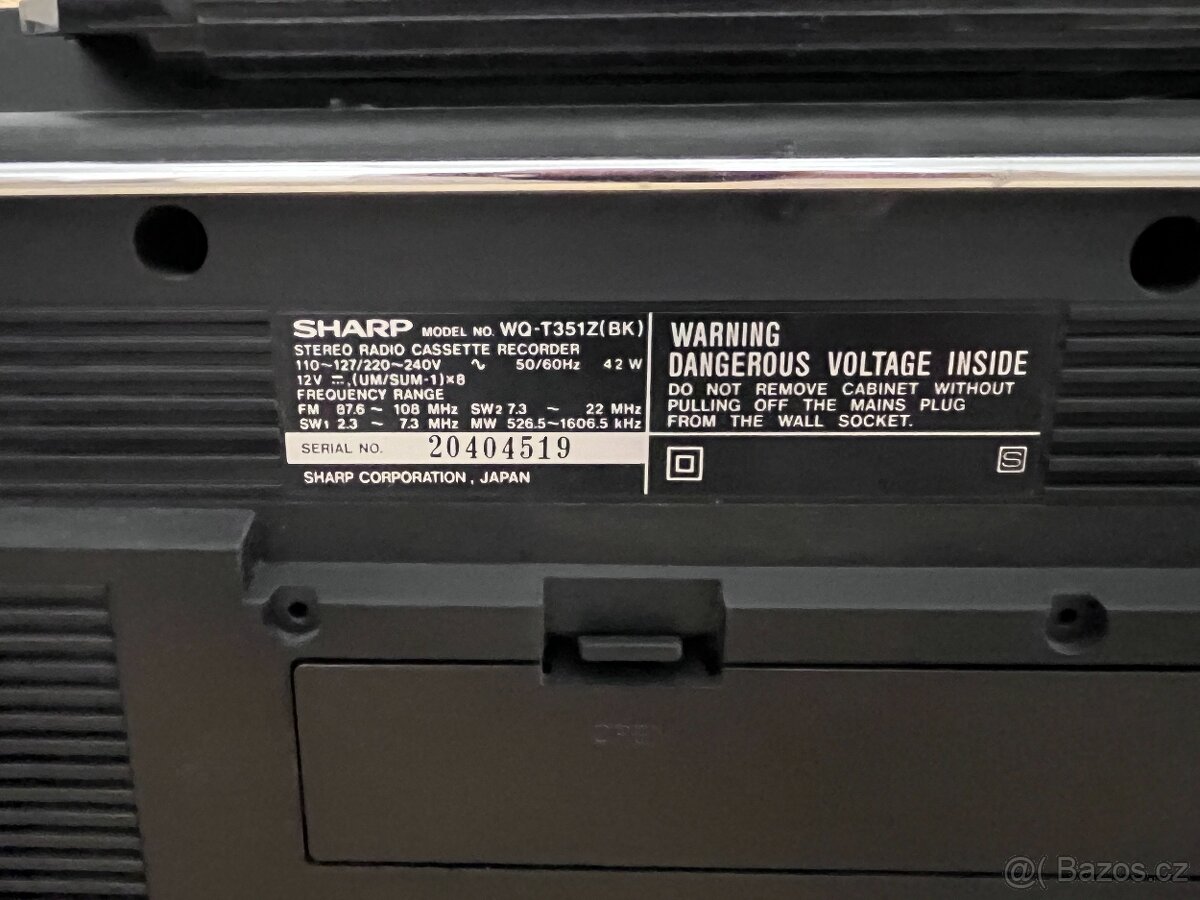 SHARP MODEL NO. WQ-T351Z(BK)
STEREO RADIO CASSETTE RECORDER
110~127/220~240V ∿ 50/60Hz 42W
12V ⎓,(UM/SUM-1)×8
FREQUENCY RANGE
FM 87.6 ~ 108 MHz SW2 7.3 ~ 22 MHz
SW1 2.3 ~ 7.3 MHz MW 526.5~1606.5 kHz
SERIAL NO. 20404519
SHARP CORPORATION, JAPAN
WARNING
DANGEROUS VOLTAGE INSIDE
DO NOT REMOVE CABINET WITHOUT
PULLING OFF THE MAINS PLUG
FROM THE WALL SOCKET.
S
OPEN
@( Bazos.cz